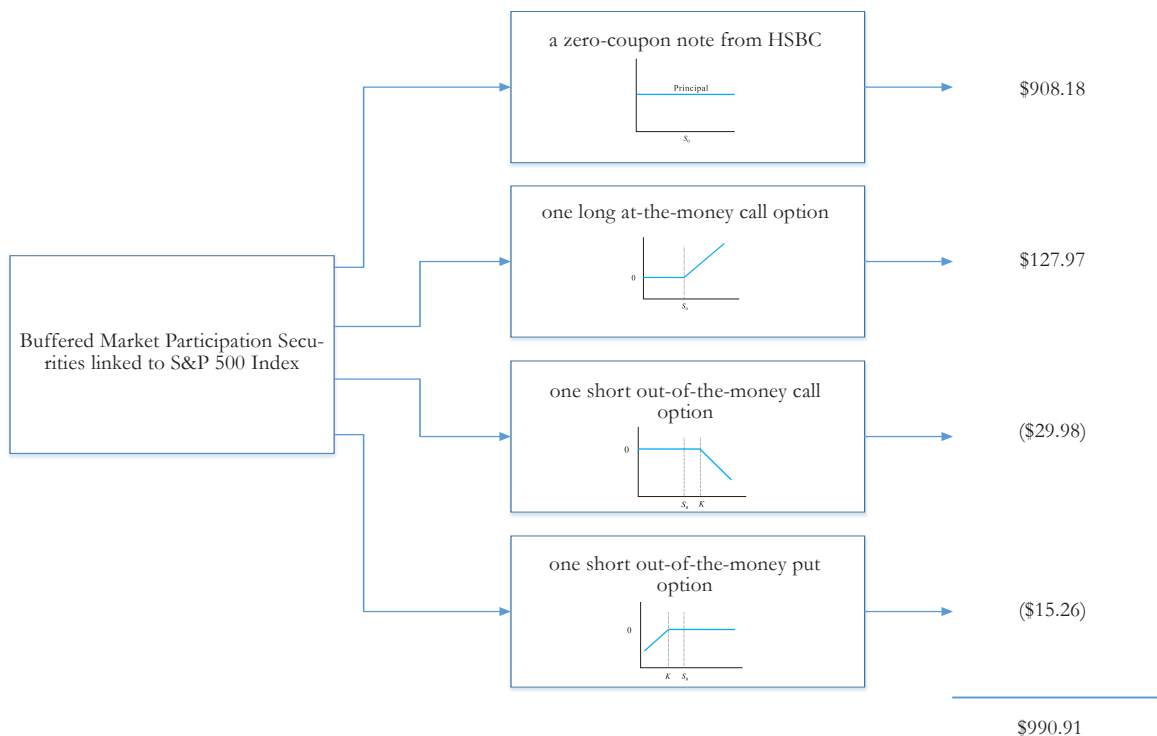 a zero-coupon note from HSBC
Principal
S₀
$908.18
one long at-the-money call option
0
S₀
$127.97
Buffered Market Participation Secu-
rities linked to S&P 500 Index
one short out-of-the-money call
option
0
S₀ K
($29.98)
one short out-of-the-money put
option
0
K S₀
($15.26)
$990.91